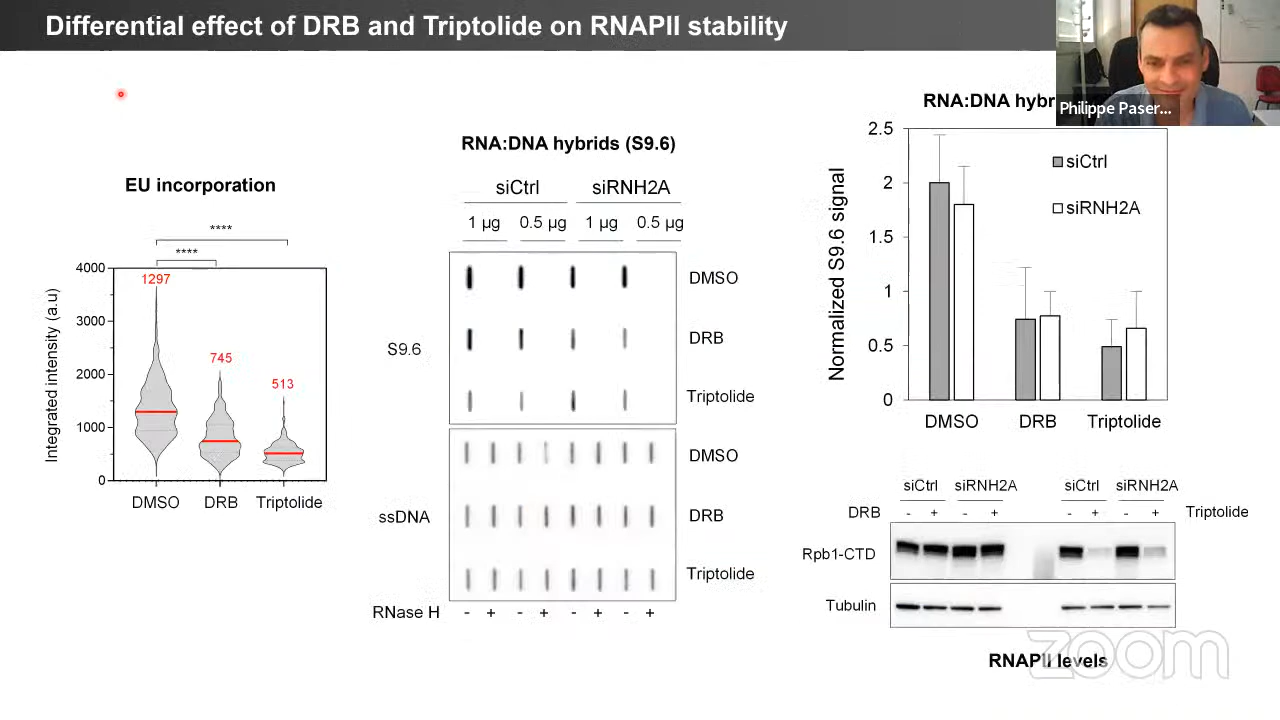 Differential effect of DRB and Triptolide on RNAPII stability
Philippe Paser...
EU incorporation
****
****
Integrated intensity (a.u)
4000
3000
2000
1000
0
1297
745
513
DMSO DRB Triptolide
RNA:DNA hybrids (S9.6)
siCtrl siRNH2A
1 µg 0.5 µg 1 µg 0.5 µg
S9.6
DMSO
DRB
Triptolide
ssDNA
DMSO
DRB
Triptolide
RNase H - + - + - + - +
RNA:DNA hybr
Normalized S9.6 signal
2.5
2
1.5
1
0.5
0
siCtrl
siRNH2A
DMSO DRB Triptolide
siCtrl siRNH2A siCtrl siRNH2A
DRB - + - + - + - + Triptolide
Rpb1-CTD
Tubulin
RNAPII levels
zoom